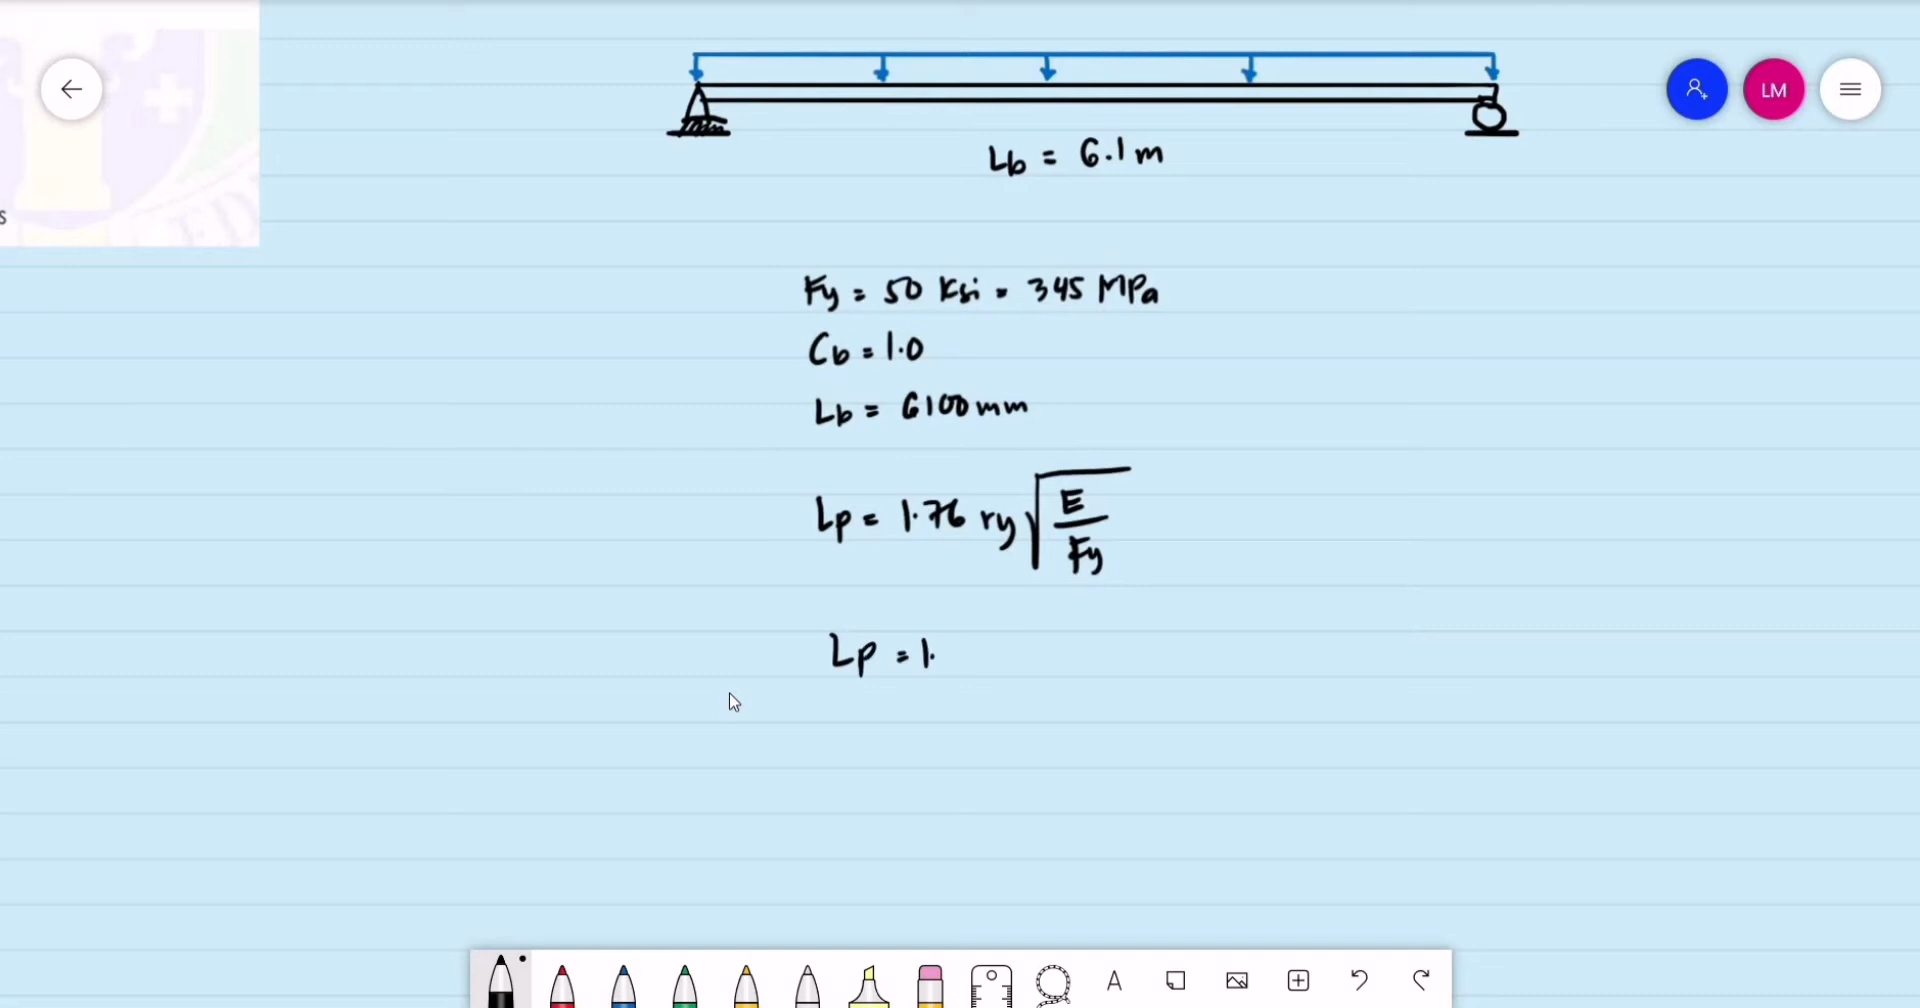 LM
Lb = 6.1 m
s
Fy = 50 Ksi = 345 MPa
Cb = 1.0
Lb = 6100 mm
Lp = 1.76 ry √(E/Fy)
Lp = 1.
A